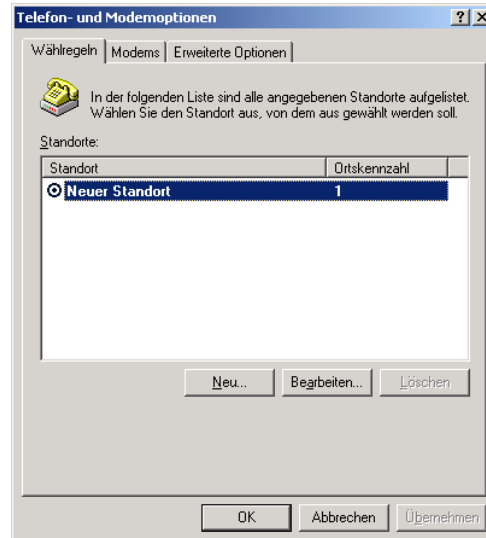 Telefon- und Modemoptionen
Wählregeln Modems Erweiterte Optionen
In der folgenden Liste sind alle angegebenen Standorte aufgelistet.
Wählen Sie den Standort aus, von dem aus gewählt werden soll.
Standorte:
Standort Ortskennzahl
Neuer Standort 1
Neu... Bearbeiten... Löschen
OK Abbrechen Übernehmen